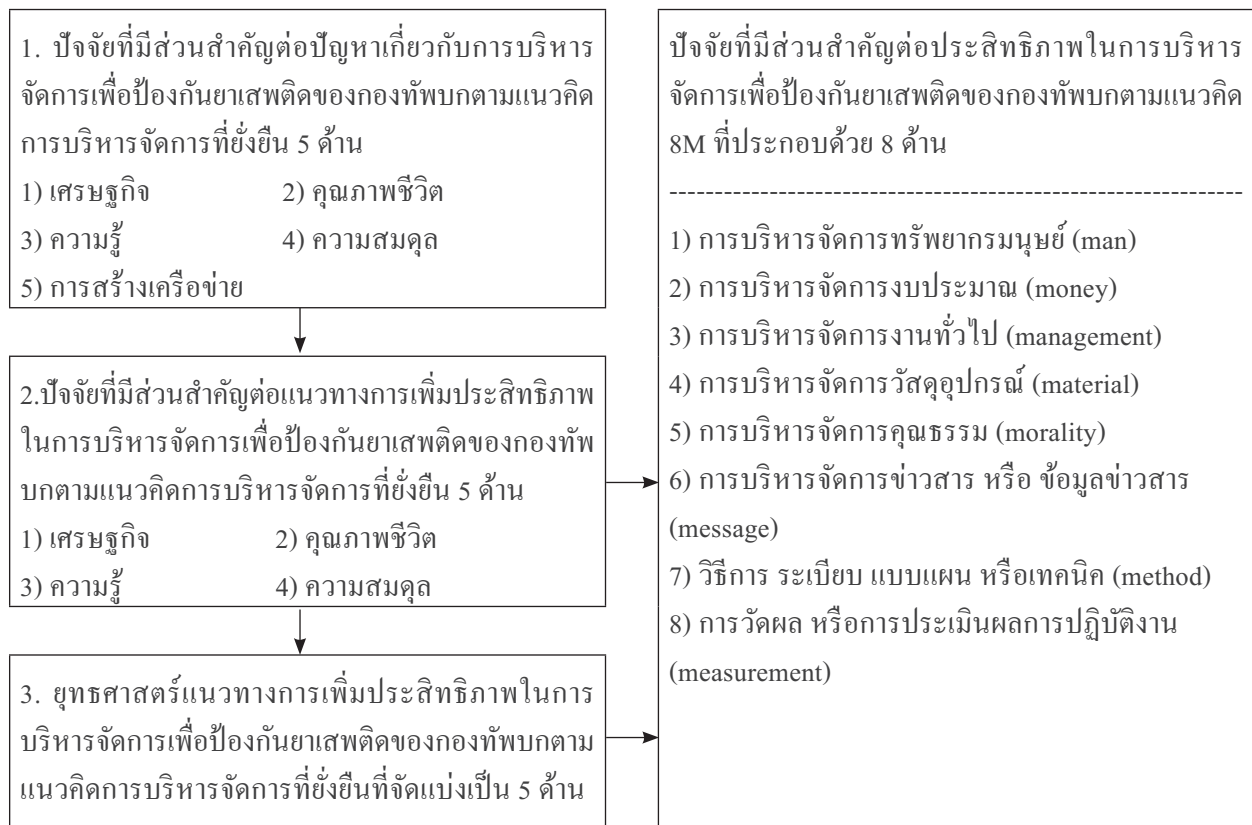 1. ปัจจัยที่มีส่วนสำคัญต่อปัญหาเกี่ยวกับการบริหาร
จัดการเพื่อป้องกันยาเสพติดของกองทัพบกตามแนวคิด
การบริหารจัดการที่ยั่งยืน 5 ด้าน
1) เศรษฐกิจ 2) คุณภาพชีวิต
3) ความรู้ 4) ความสมดุล
5) การสร้างเครือข่าย
2.ปัจจัยที่มีส่วนสำคัญต่อแนวทางการเพิ่มประสิทธิภาพ
ในการบริหารจัดการเพื่อป้องกันยาเสพติดของกองทัพ
บกตามแนวคิดการบริหารจัดการที่ยั่งยืน 5 ด้าน
1) เศรษฐกิจ 2) คุณภาพชีวิต
3) ความรู้ 4) ความสมดุล
3. ยุทธศาสตร์แนวทางการเพิ่มประสิทธิภาพในการ
บริหารจัดการเพื่อป้องกันยาเสพติดของกองทัพบกตาม
แนวคิดการบริหารจัดการที่ยั่งยืนที่จัดแบ่งเป็น 5 ด้าน
ปัจจัยที่มีส่วนสำคัญต่อประสิทธิภาพในการบริหาร
จัดการเพื่อป้องกันยาเสพติดของกองทัพบกตามแนวคิด
8M ที่ประกอบด้วย 8 ด้าน
1) การบริหารจัดการทรัพยากรมนุษย์ (man)
2) การบริหารจัดการงบประมาณ (money)
3) การบริหารจัดการงานทั่วไป (management)
4) การบริหารจัดการวัสดุอุปกรณ์ (material)
5) การบริหารจัดการคุณธรรม (morality)
6) การบริหารจัดการข่าวสาร หรือ ข้อมูลข่าวสาร
(message)
7) วิธีการ ระเบียบ แบบแผน หรือเทคนิค (method)
8) การวัดผล หรือการประเมินผลการปฏิบัติงาน
(measurement)